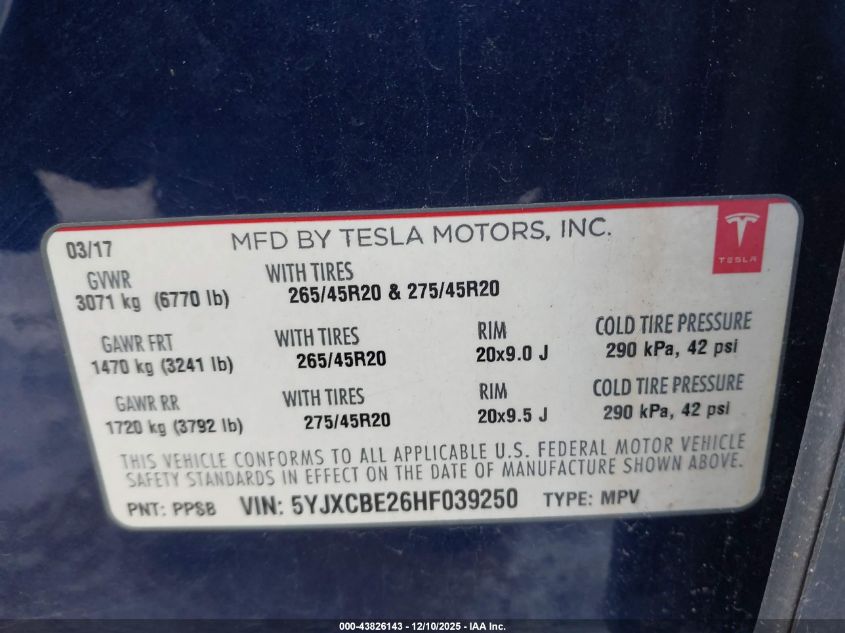 03/17 MFD BY TESLA MOTORS, INC.
TESLA
GVWR WITH TIRES
3071 kg (6770 lb) 265/45R20 & 275/45R20
GAWR FRT WITH TIRES RIM COLD TIRE PRESSURE
1470 kg (3241 lb) 265/45R20 20x9.0 J 290 kPa, 42 psi
GAWR RR WITH TIRES RIM COLD TIRE PRESSURE
1720 kg (3792 lb) 275/45R20 20x9.5 J 290 kPa, 42 psi
THIS VEHICLE CONFORMS TO ALL APPLICABLE U.S. FEDERAL MOTOR VEHICLE
SAFETY STANDARDS IN EFFECT ON THE DATE OF MANUFACTURE SHOWN ABOVE.
PNT: PPSB VIN: 5YJXCBE26HF039250 TYPE: MPV
000-43826143 - 12/10/2025 - IAA Inc.